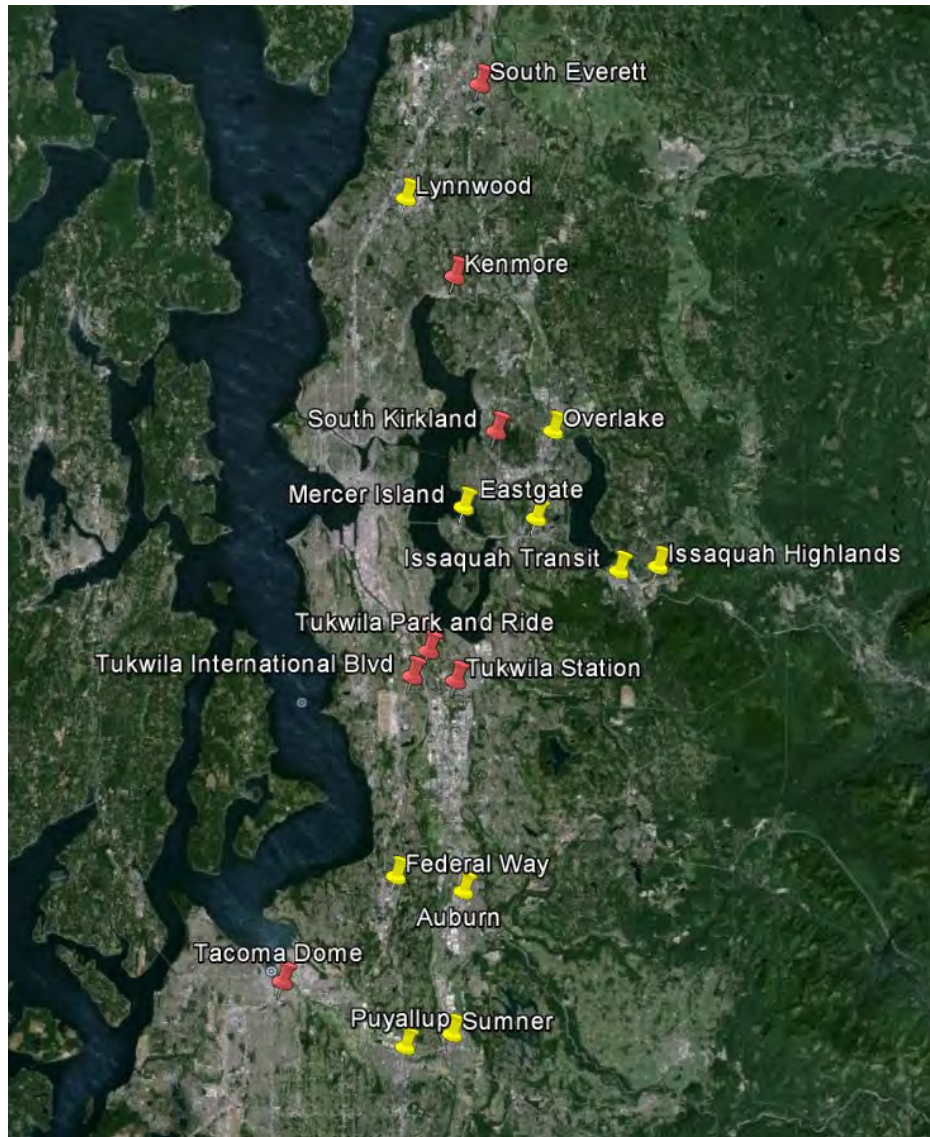 South Everett
Lynnwood
Kenmore
South Kirkland
Overlake
Mercer Island
Eastgate
Issaquah Transit
Issaquah Highlands
Tukwila Park and Ride
Tukwila International Blvd
Tukwila Station
Federal Way
Auburn
Tacoma Dome
Puyallup
Sumner